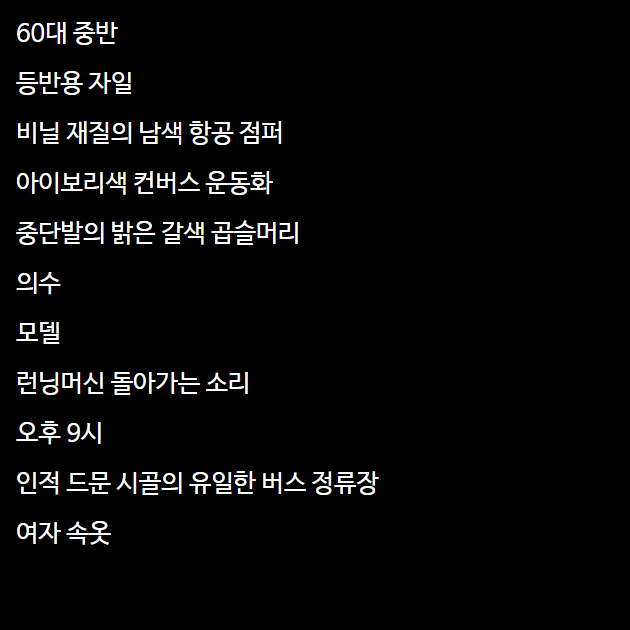 60대 중반
등반용 자일
비닐 재질의 남색 항공 점퍼
아이보리색 컨버스 운동화
중단발의 밝은 갈색 곱슬머리
의수
모델
런닝머신 돌아가는 소리
오후 9시
인적 드문 시골의 유일한 버스 정류장
여자 속옷